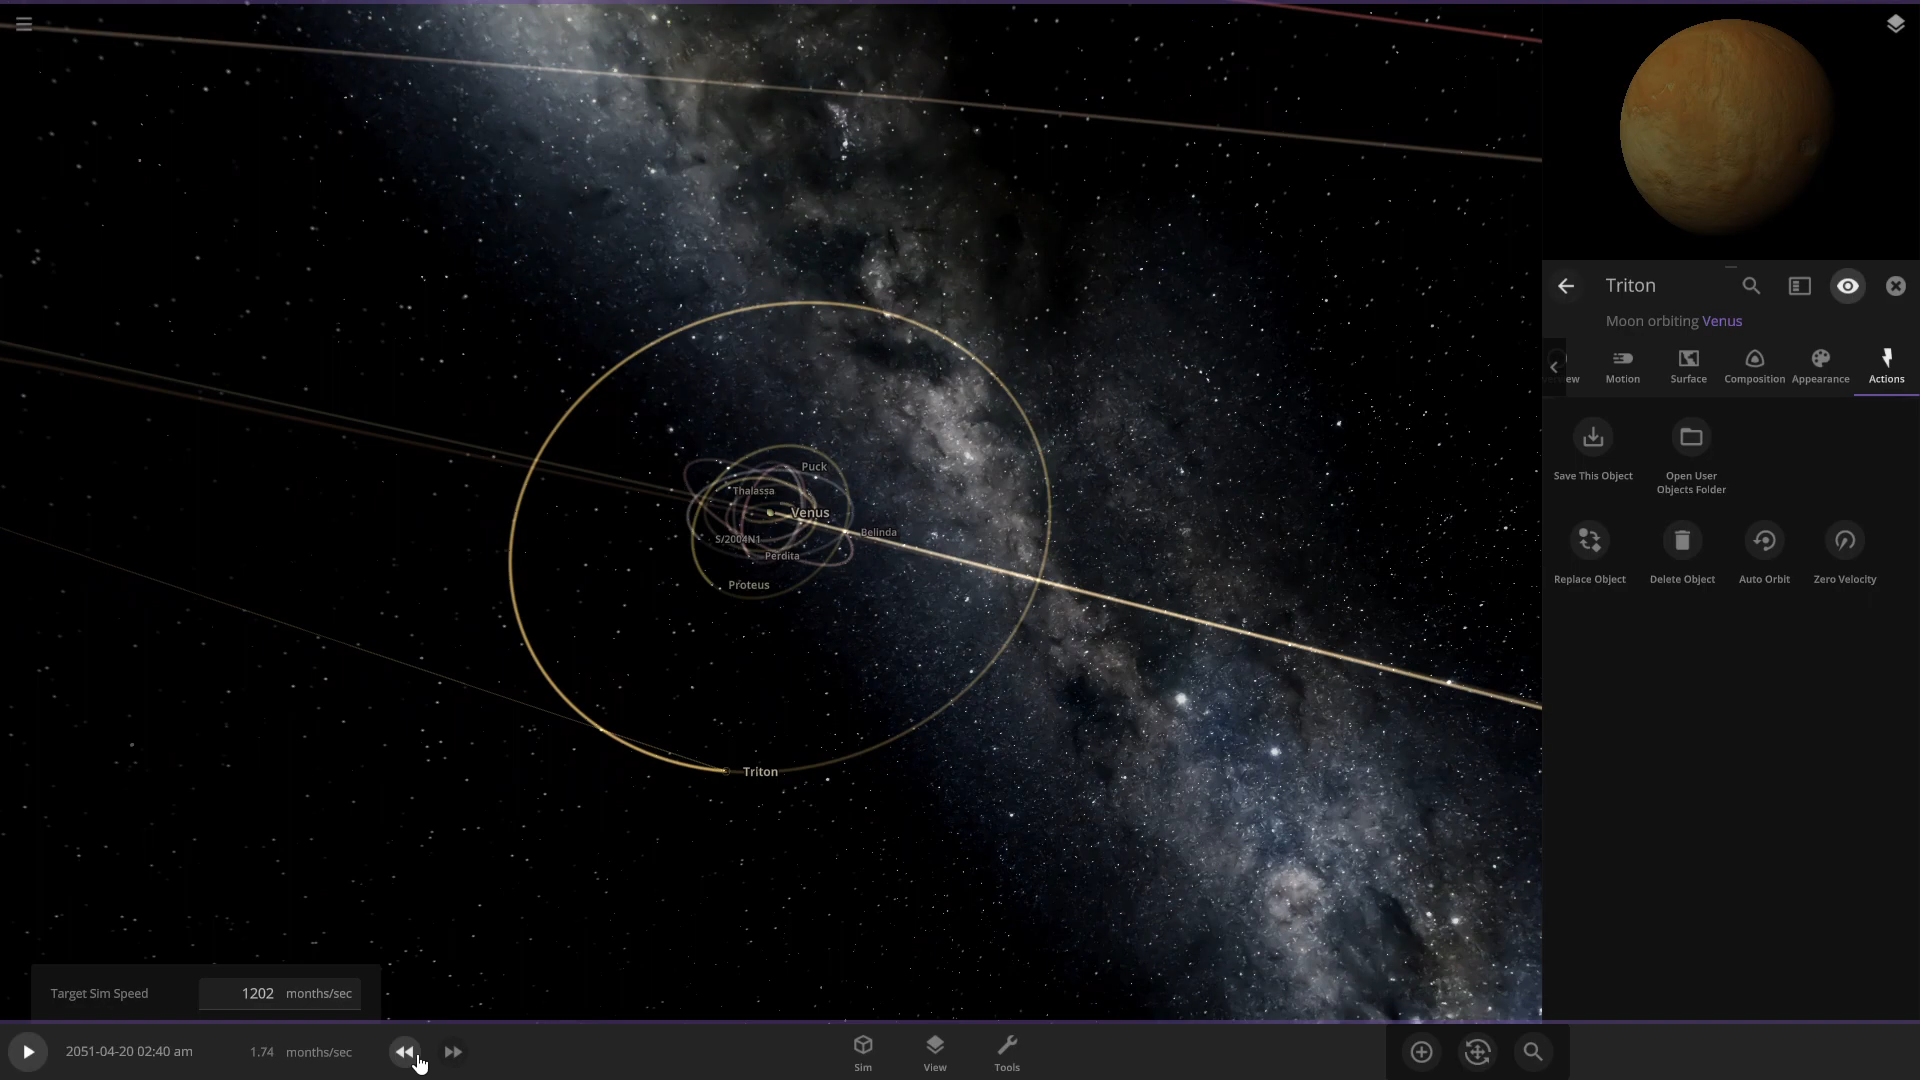 Triton
Moon orbiting Venus
Motion
Surface
Composition
Appearance
Actions
Save This Object
Open User
Objects Folder
Replace Object
Delete Object
Auto Orbit
Zero Velocity
Puck
Thalassa
Venus
Belinda
S/2004N1
Perdita
Proteus
Triton
Target Sim Speed 1202 months/sec
2051-04-20 02:40 am 1.74 months/sec
Sim
View
Tools